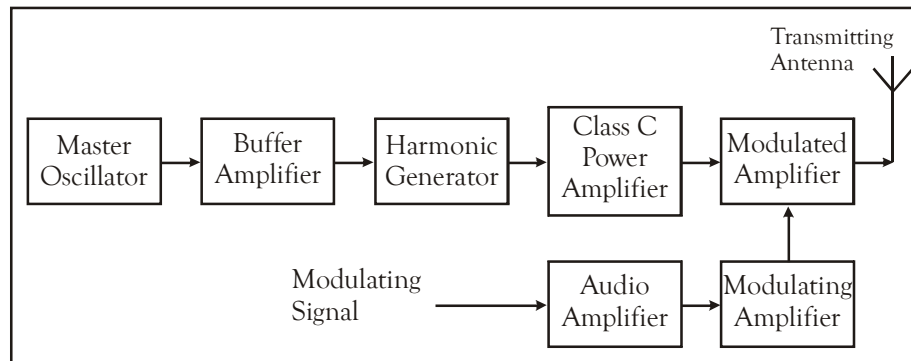 Transmitting
Antenna
Master
Oscillator
Buffer
Amplifier
Harmonic
Generator
Class C
Power
Amplifier
Modulated
Amplifier
Modulating
Signal
Audio
Amplifier
Modulating
Amplifier